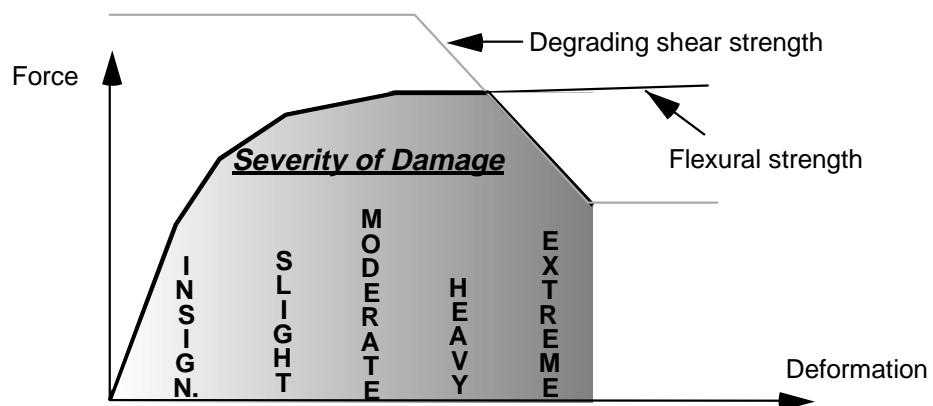 Degrading shear strength
Force
Flexural strength
Severity of Damage
INSIGN.
SLIGHT
MODERATE
HEAVY
EXTREME
Deformation